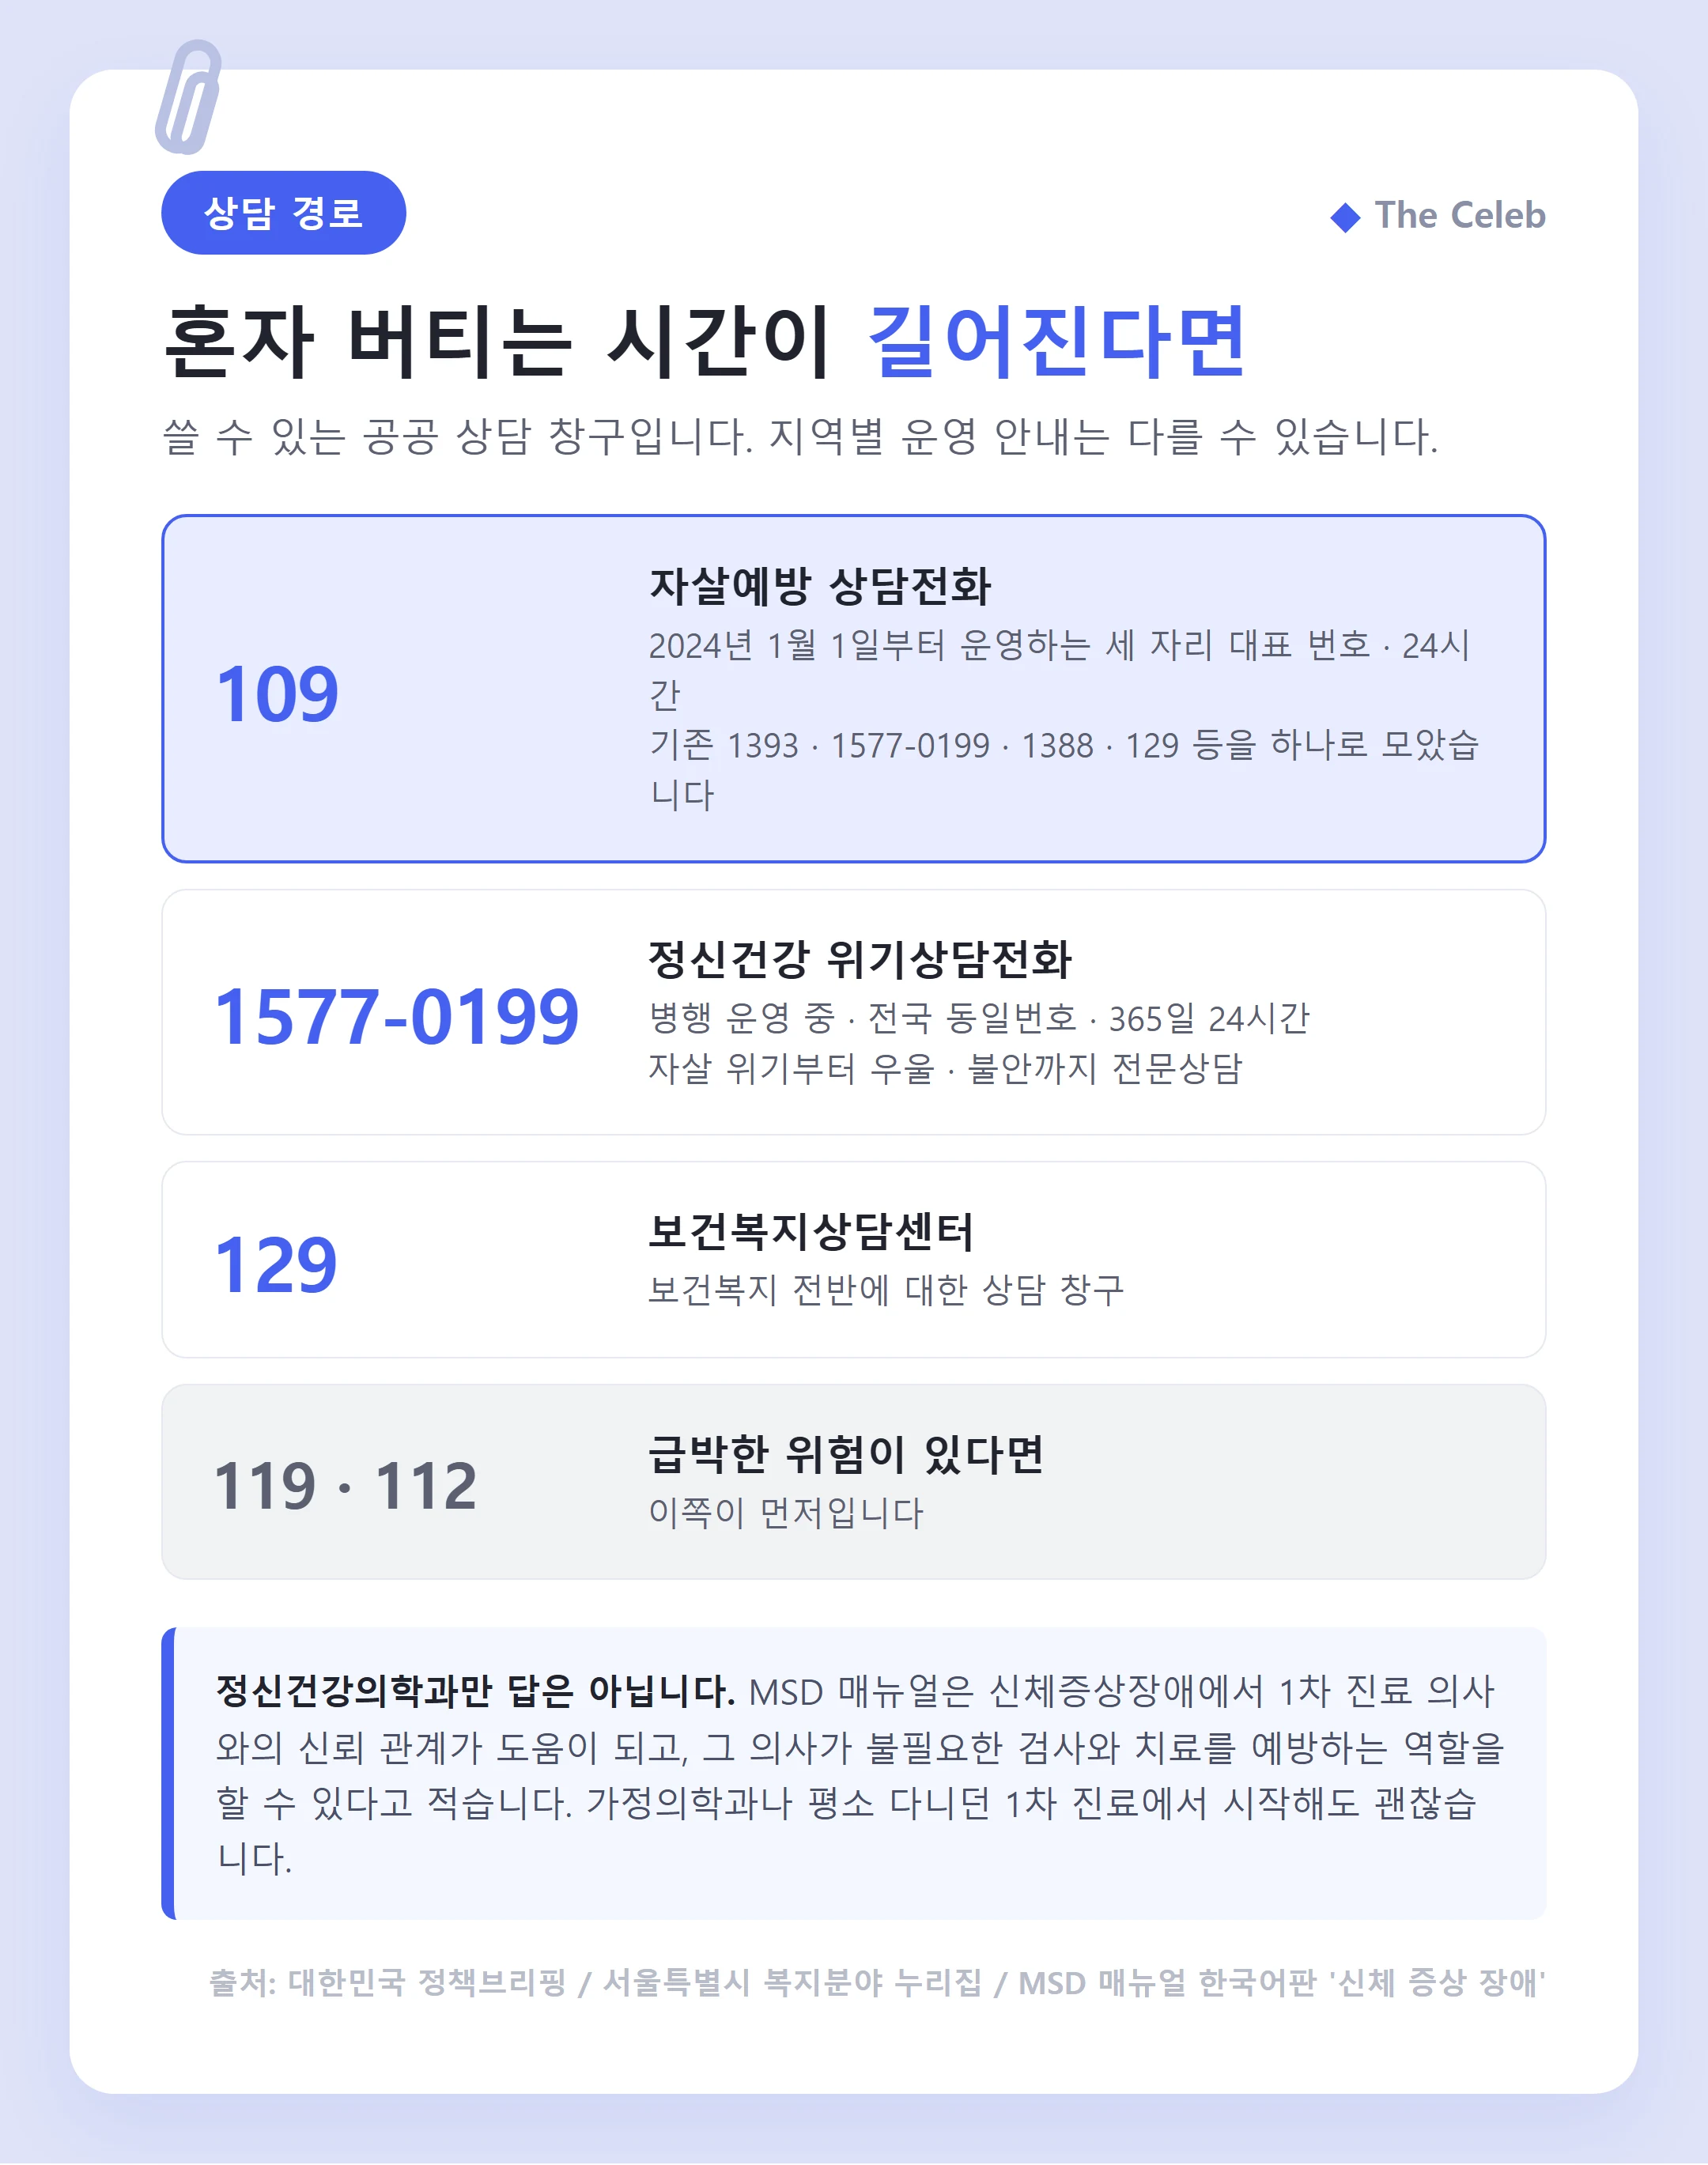 상담 경로
◆ The Celeb
혼자 버티는 시간이 길어진다면
쓸 수 있는 공공 상담 창구입니다. 지역별 운영 안내는 다를 수 있습니다.
109
자살예방 상담전화
2024년 1월 1일부터 운영하는 세 자리 대표 번호 · 24시
간
기존 1393 · 1577-0199 · 1388 · 129 등을 하나로 모았습
니다
1577-0199
정신건강 위기상담전화
병행 운영 중 · 전국 동일번호 · 365일 24시간
자살 위기부터 우울 · 불안까지 전문상담
129
보건복지상담센터
보건복지 전반에 대한 상담 창구
119 · 112
급박한 위험이 있다면
이쪽이 먼저입니다
정신건강의학과만 답은 아닙니다. MSD 매뉴얼은 신체증상장애에서 1차 진료 의사
와의 신뢰 관계가 도움이 되고, 그 의사가 불필요한 검사와 치료를 예방하는 역할을
할 수 있다고 적습니다. 가정의학과나 평소 다니던 1차 진료에서 시작해도 괜찮습
니다.
출처: 대한민국 정책브리핑 / 서울특별시 복지분야 누리집 / MSD 매뉴얼 한국어판 '신체 증상 장애'